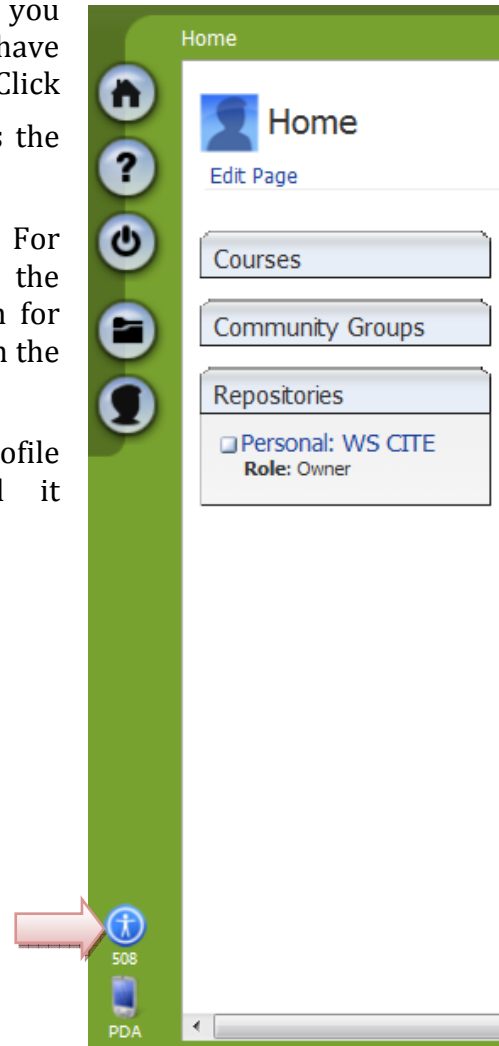 you
have
Click
s the
For
the
n for
n the
ofile
l it
Home
?
Home
Edit Page
Courses
Community Groups
Repositories
Personal: WS CITE
Role: Owner
508
PDA